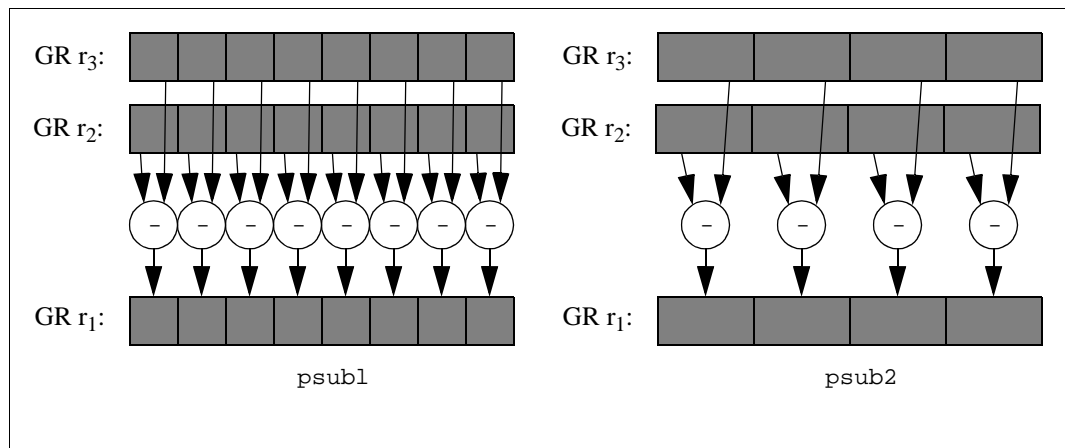 GR r3:
GR r2:
- - - - - - - -
GR r1:
psub1
GR r3:
GR r2:
- - - -
GR r1:
psub2